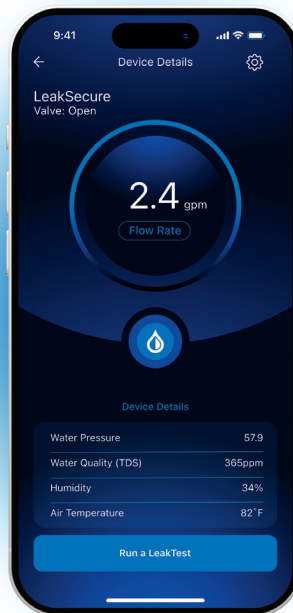 9:41
Device Details
LeakSecure
Valve: Open
2.4 gpm
Flow Rate
Device Details
Water Pressure 57.9
Water Quality (TDS) 365ppm
Humidity 34%
Air Temperature 82°F
Run a LeakTest